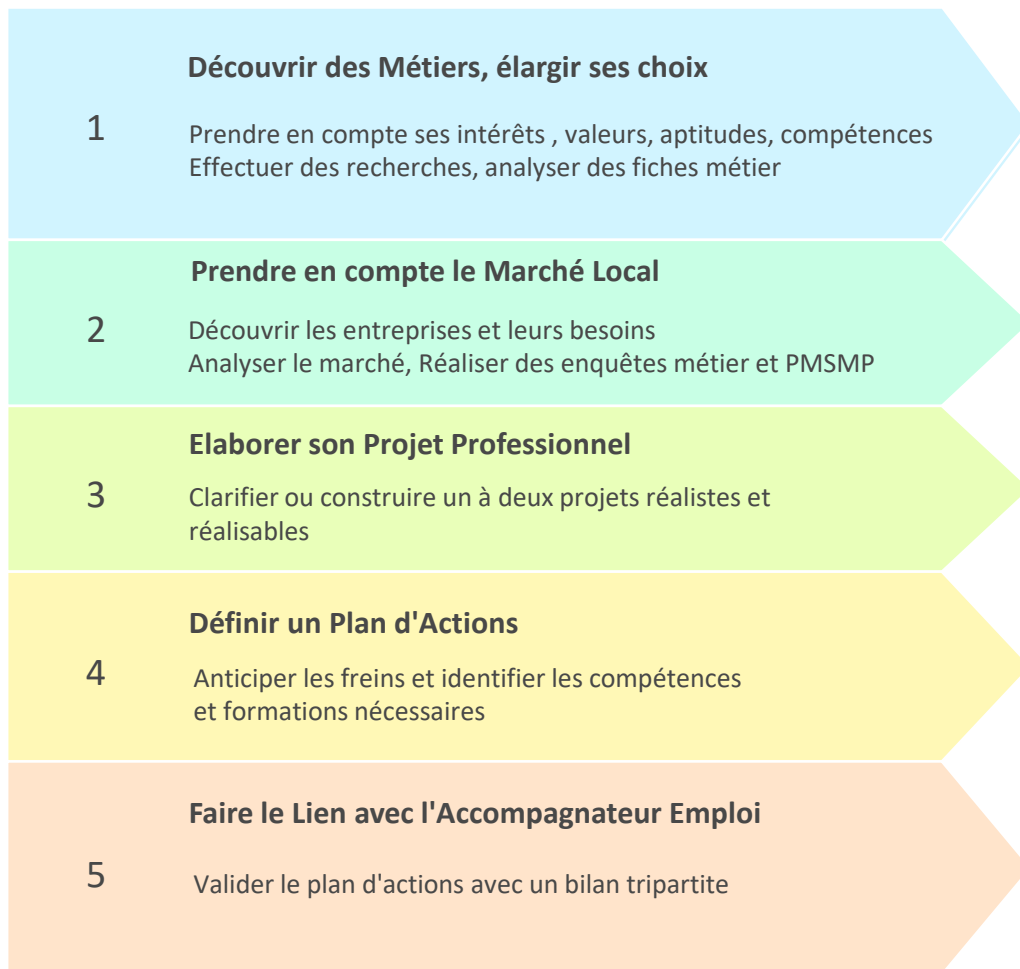 Découvrir des Métiers, élargir ses choix
1
Prendre en compte ses intérêts , valeurs, aptitudes, compétences
Effectuer des recherches, analyser des fiches métier
Prendre en compte le Marché Local
2
Découvrir les entreprises et leurs besoins
Analyser le marché, Réaliser des enquêtes métier et PMSMP
Elaborer son Projet Professionnel
3
Clarifier ou construire un à deux projets réalistes et
réalisables
Définir un Plan d'Actions
4
Anticiper les freins et identifier les compétences
et formations nécessaires
Faire le Lien avec l'Accompagnateur Emploi
5
Valider le plan d'actions avec un bilan tripartite